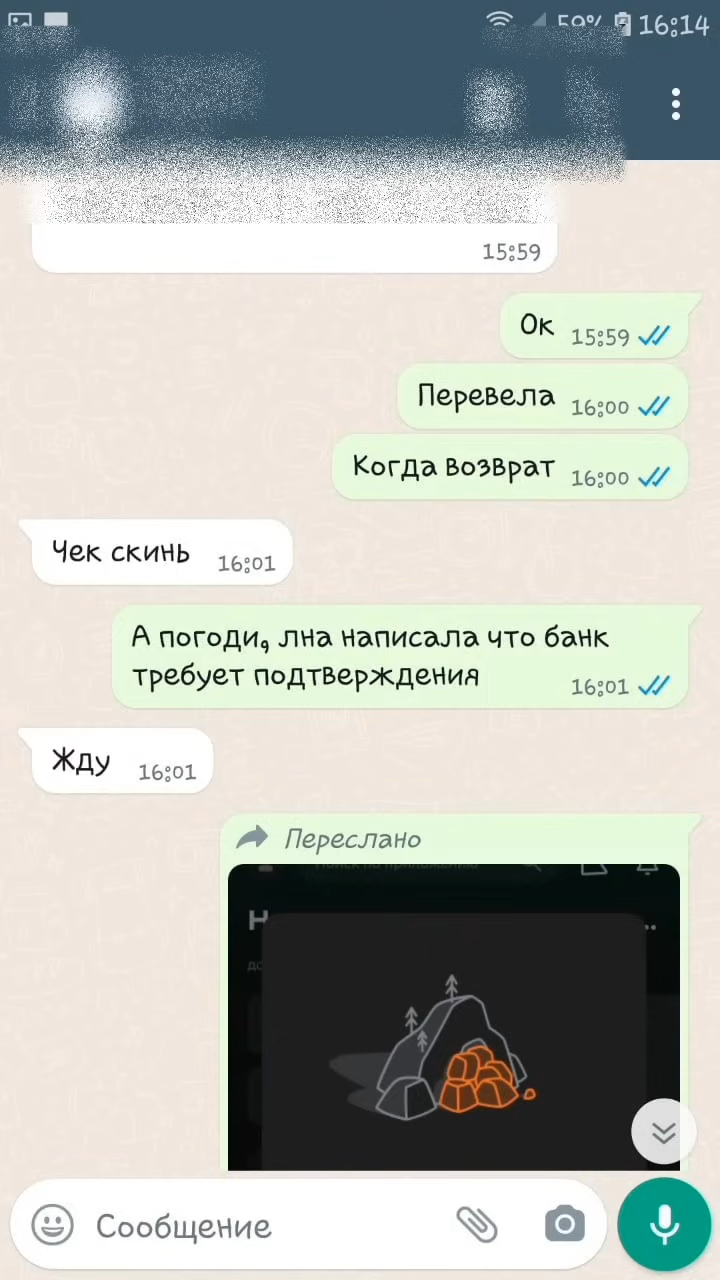 59% 16:14
15:59
Ок 15:59
Перевела 16:00
Когда возврат 16:00
Чек скинь 16:01
А погоди, лна написала что банк
требует подтверждения 16:01
Жду 16:01
Переслано
Сообщение